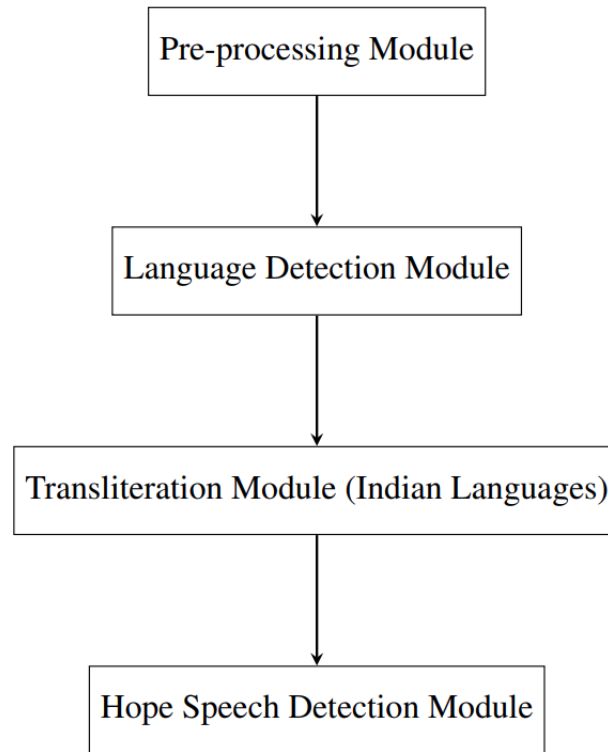 Pre-processing Module
Language Detection Module
Transliteration Module (Indian Languages)
Hope Speech Detection Module